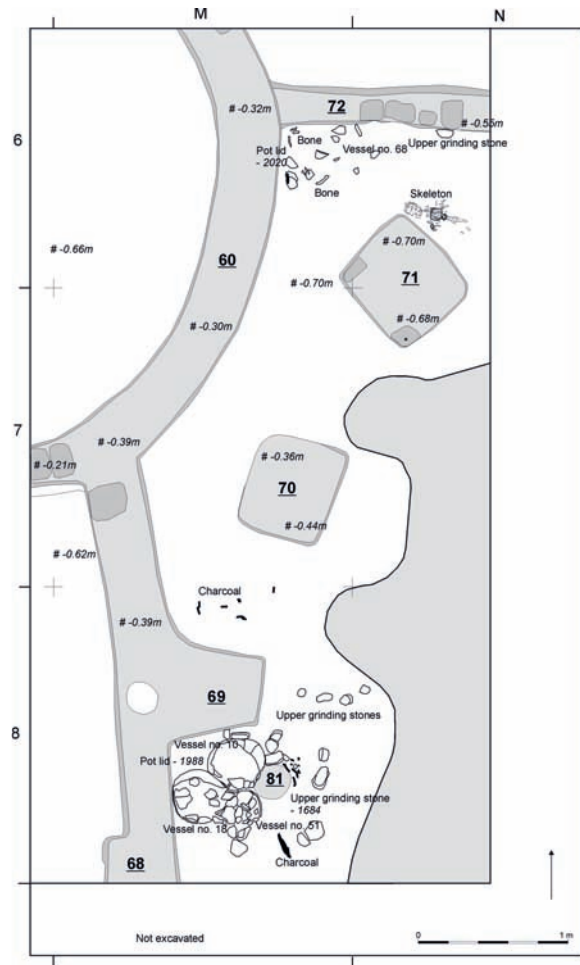 M
N
6
# -0.32m
72
# -0.55m
Bone
Vessel no. 68
Upper grinding stone
Pot lid
- 2020
Bone
Skeleton
# -0.66m
60
# -0.70m
# -0.70m
71
# -0.30m
# -0.68m
7
# -0.39m
# -0.21m
# -0.36m
70
# -0.44m
# -0.62m
Charcoal
# -0.39m
69
Upper grinding stones
8
Vessel no. 10
Pot lid - 1988
81
Upper grinding stone
- 1684
Vessel no. 18
Vessel no. 51
Charcoal
68
Not excavated
0
1 m